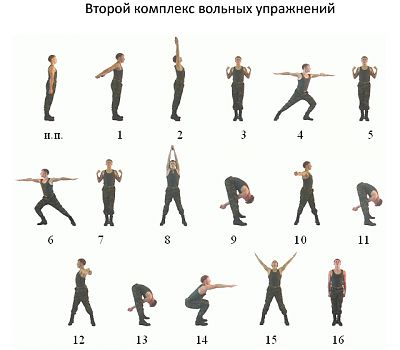 Второй комплекс вольных упражнений
и.п. 1 2 3 4 5
6 7 8 9 10 11
12 13 14 15 16